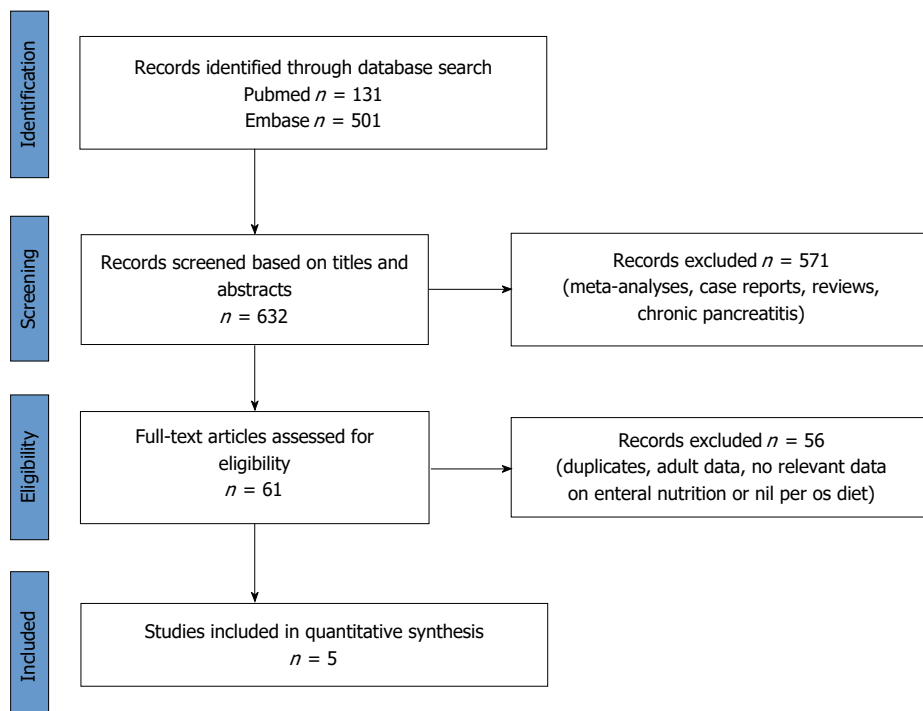 Identification
Records identified through database search
Pubmed n = 131
Embase n = 501
Screening
Records screened based on titles and
abstracts
n = 632
Records excluded n = 571
(meta-analyses, case reports, reviews,
chronic pancreatitis)
Eligibility
Full-text articles assessed for
eligibility
n = 61
Records excluded n = 56
(duplicates, adult data, no relevant data
on enteral nutrition or nil per os diet)
Included
Studies included in quantitative synthesis
n = 5